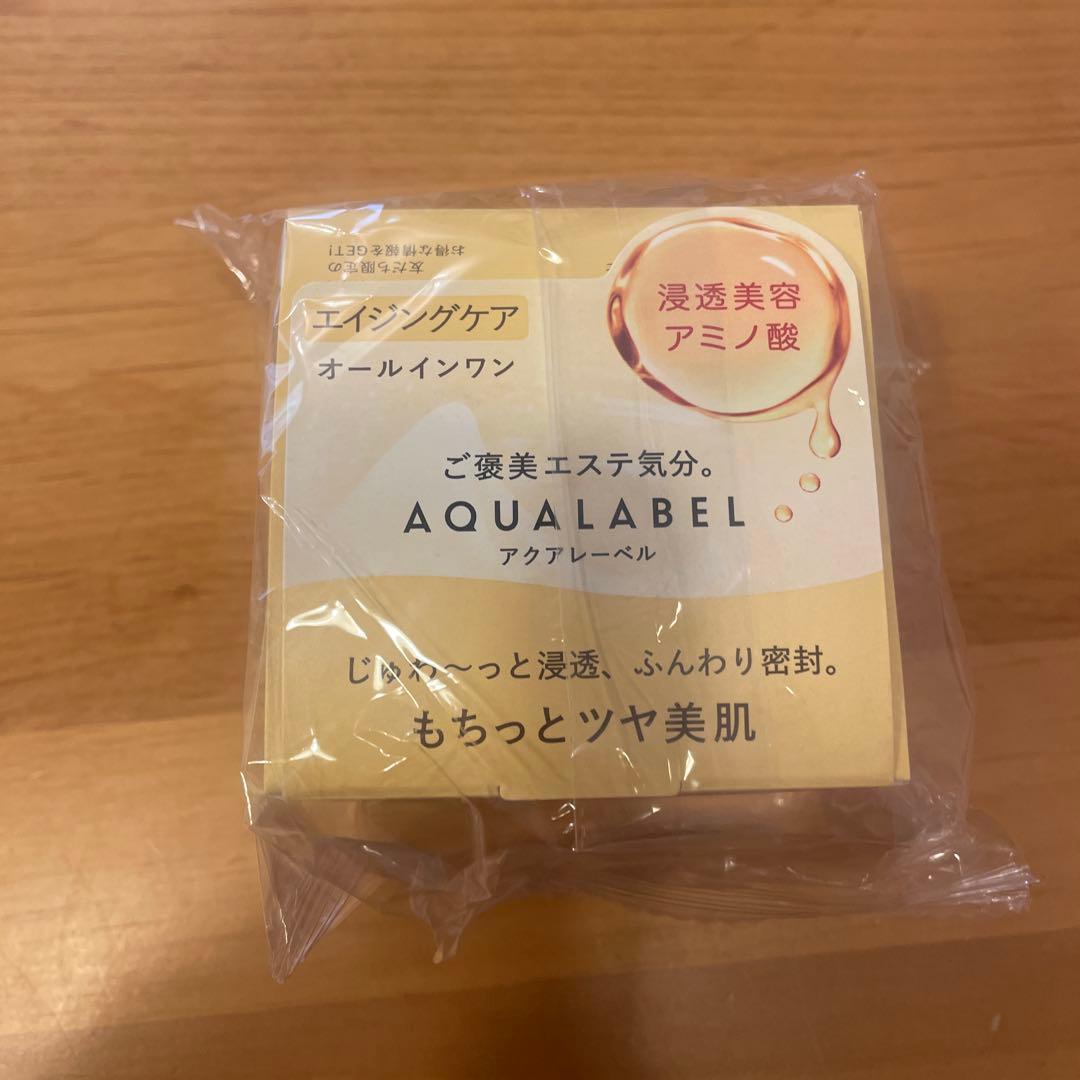 友だち限定の
お得な情報をGET!
エイジングケア
オールインワン
浸透美容
アミノ酸
ご褒美エステ気分。
AQUALABEL
アクアレーベル
じゅわ〜っと浸透、ふんわり密封。
もちっとツヤ美肌